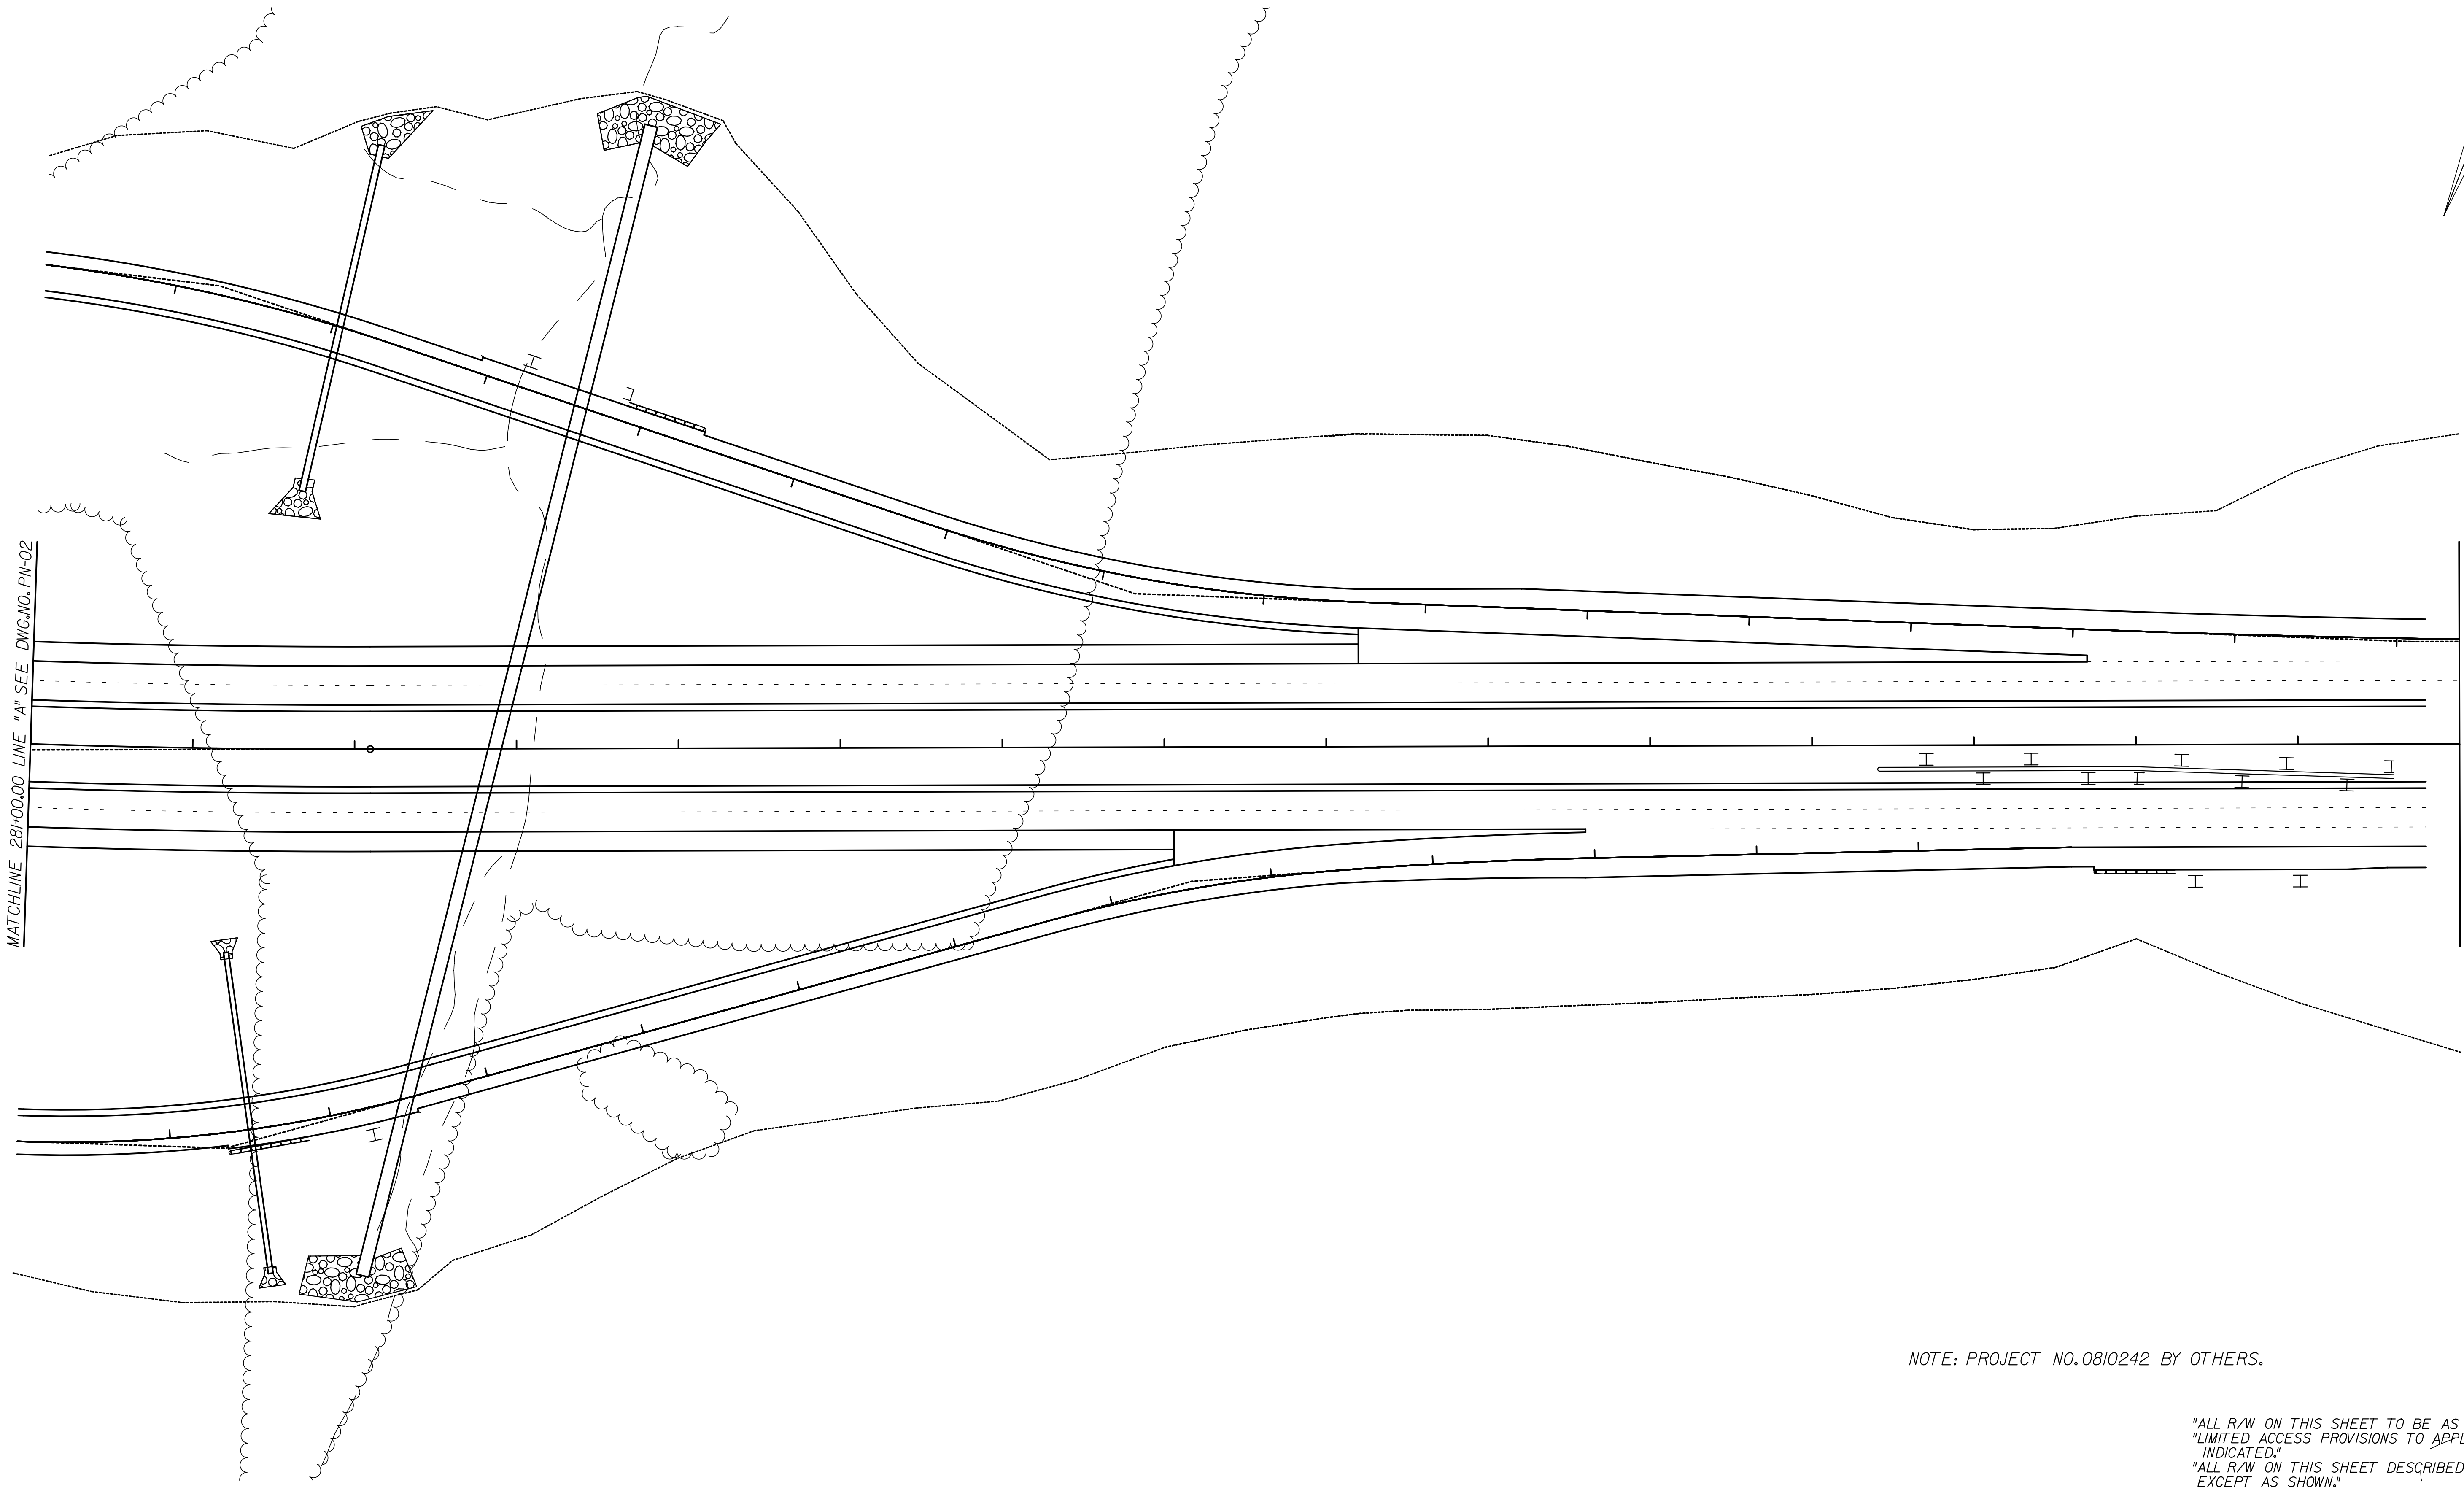 MATCHLINE 281+00.00 LINE "A" SEE DWG.NO. PN-02
NOTE: PROJECT NO. 0810242 BY OTHERS.
"ALL R/W ON THIS SHEET TO BE AS
"LIMITED ACCESS PROVISIONS TO
INDICATED."
"ALL R/W ON THIS SHEET DESCRIBED
EXCEPT AS SHOWN."